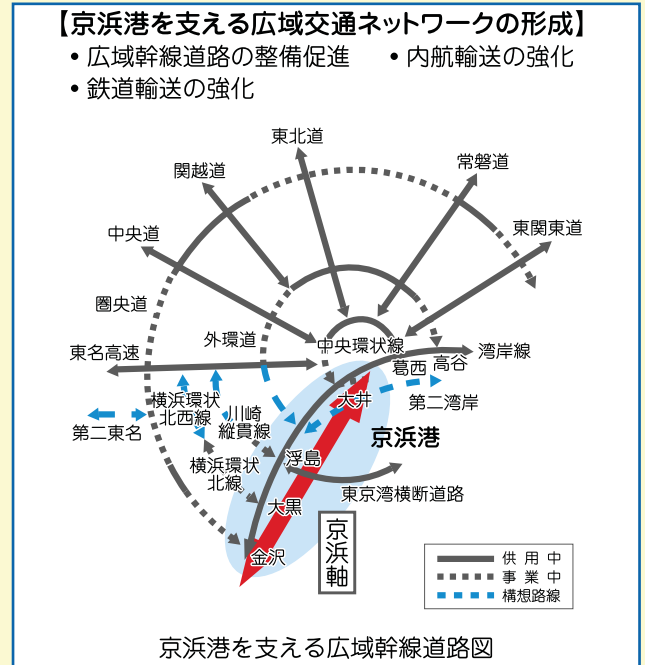 【京浜港を支える広域交通ネットワークの形成】
• 広域幹線道路の整備促進　• 内航輸送の強化
• 鉄道輸送の強化
東北道
関越道
常磐道
中央道
東関東道
圏央道
外環道
中央環状線
東名高速
湾岸線
葛西
高谷
大井
第二湾岸
横浜環状
北西線
川崎
縦貫線
第二東名
京浜港
横浜環状
北線
浮島
東京湾横断道路
大黒
京浜軸
金沢
供用中
事業中
構想路線
京浜港を支える広域幹線道路図